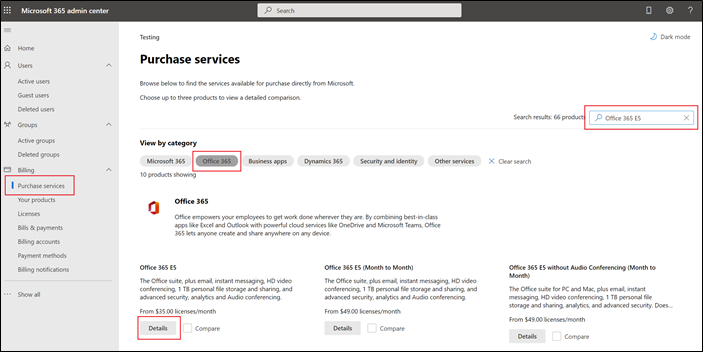 Microsoft 365 admin center
Search
Home
Users
Active users
Guest users
Deleted users
Groups
Active groups
Deleted groups
Billing
Purchase services
Your products
Licenses
Bills & payments
Billing accounts
Payment methods
Billing notifications
Show all
Testing
Dark mode
Purchase services
Browse below to find the services available for purchase directly from Microsoft.
Choose up to three products to view a detailed comparison.
Search results: 66 products
Office 365 E5
View by category
Microsoft 365
Office 365
Business apps
Dynamics 365
Security and identity
Other services
Clear search
10 products showing
Office 365
Office empowers your employees to get work done wherever they are. By combining best-in-class
apps like Excel and Outlook with powerful cloud services like OneDrive and Microsoft Teams, Office
365 lets anyone create and share anywhere on any device.
Office 365 E5
The Office suite, plus email, instant messaging, HD video
conferencing, 1 TB personal file storage and sharing, and
advanced security, analytics and Audio conferencing.
From $35.00 licenses/month
Details
Compare
Office 365 E5 (Month to Month)
The Office suite, plus email, instant messaging, HD video
conferencing, 1 TB personal file storage and sharing, and
advanced security, analytics and Audio conferencing.
From $49.00 licenses/month
Details
Compare
Office 365 E5 without Audio Conferencing (Month to
Month)
The Office suite for PC and Mac, plus email, instant
messaging, HD video conferencing, 1 TB personal file
storage and sharing, analytics, and advanced security. Does...
From $49.00 licenses/month
Details
Compare